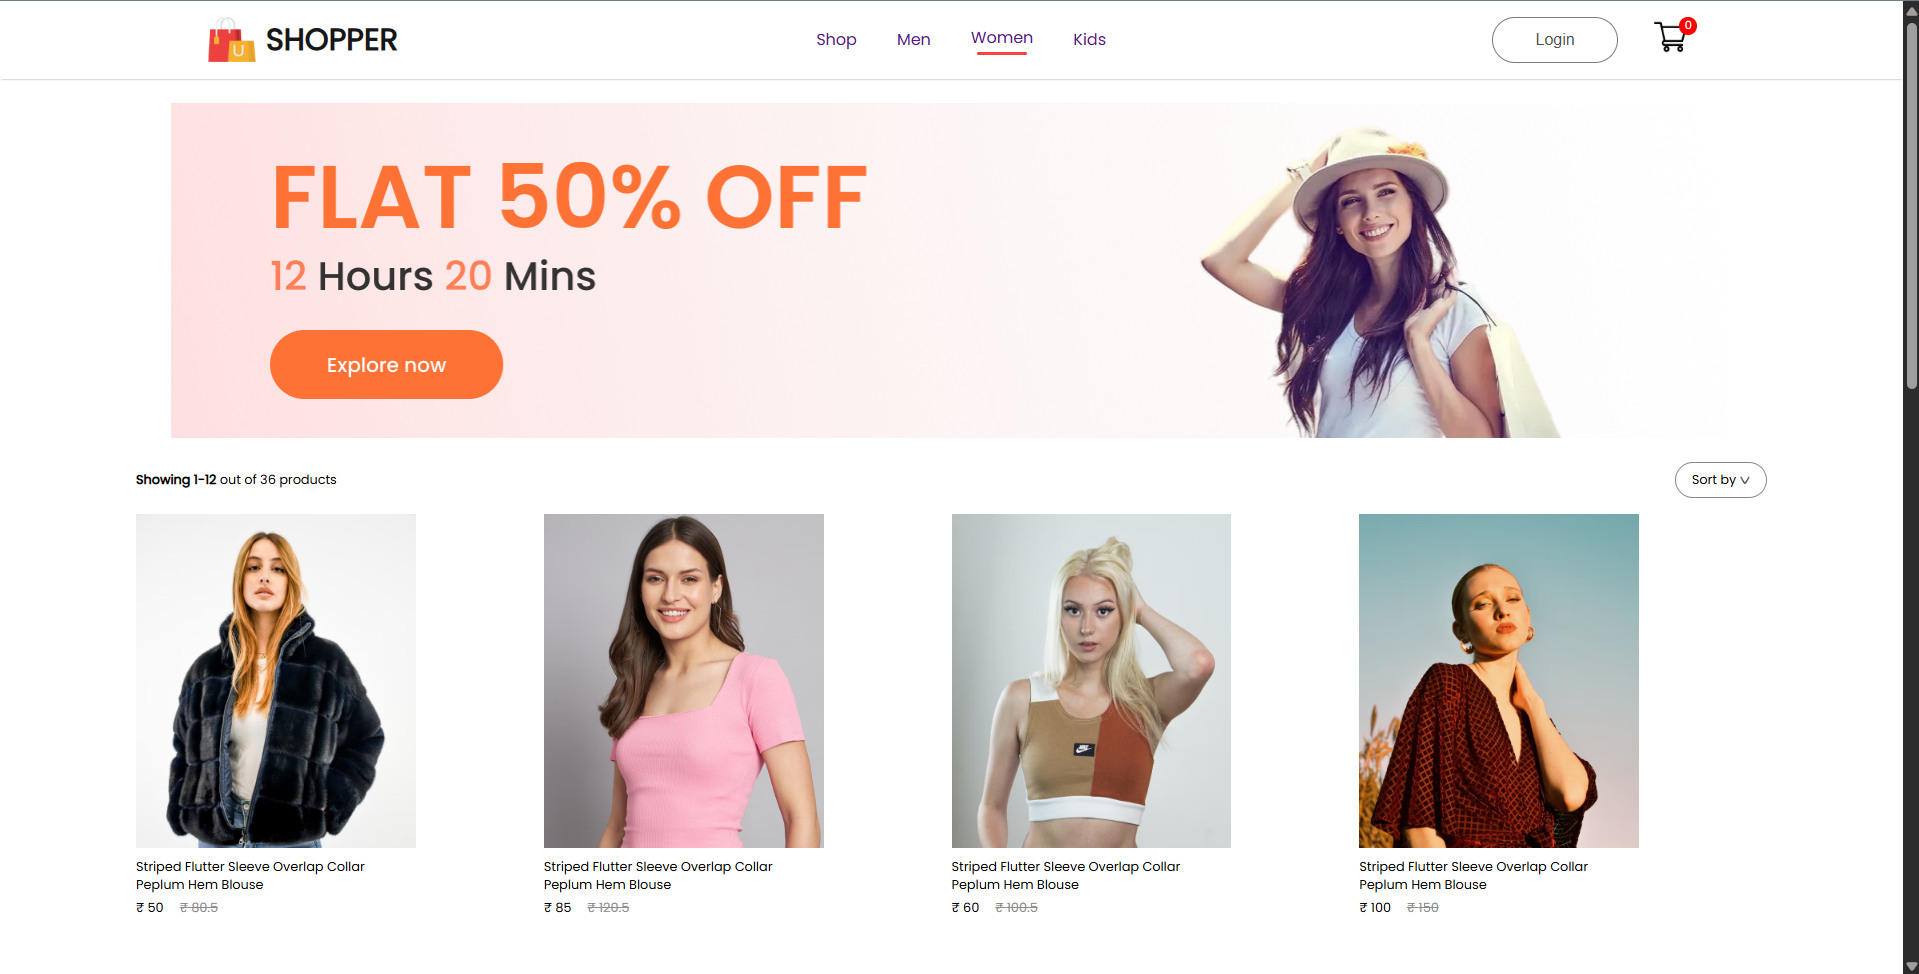 U SHOPPER
Shop Men Women Kids
Login
0
FLAT 50% OFF
12 Hours 20 Mins
Explore now
Showing 1-12 out of 36 products
Sort by
Striped Flutter Sleeve Overlap Collar
Peplum Hem Blouse
₹ 50 ₹ 80.5
Striped Flutter Sleeve Overlap Collar
Peplum Hem Blouse
₹ 85 ₹ 120.5
NIKE
Striped Flutter Sleeve Overlap Collar
Peplum Hem Blouse
₹ 60 ₹ 100.5
Striped Flutter Sleeve Overlap Collar
Peplum Hem Blouse
₹ 100 ₹ 150